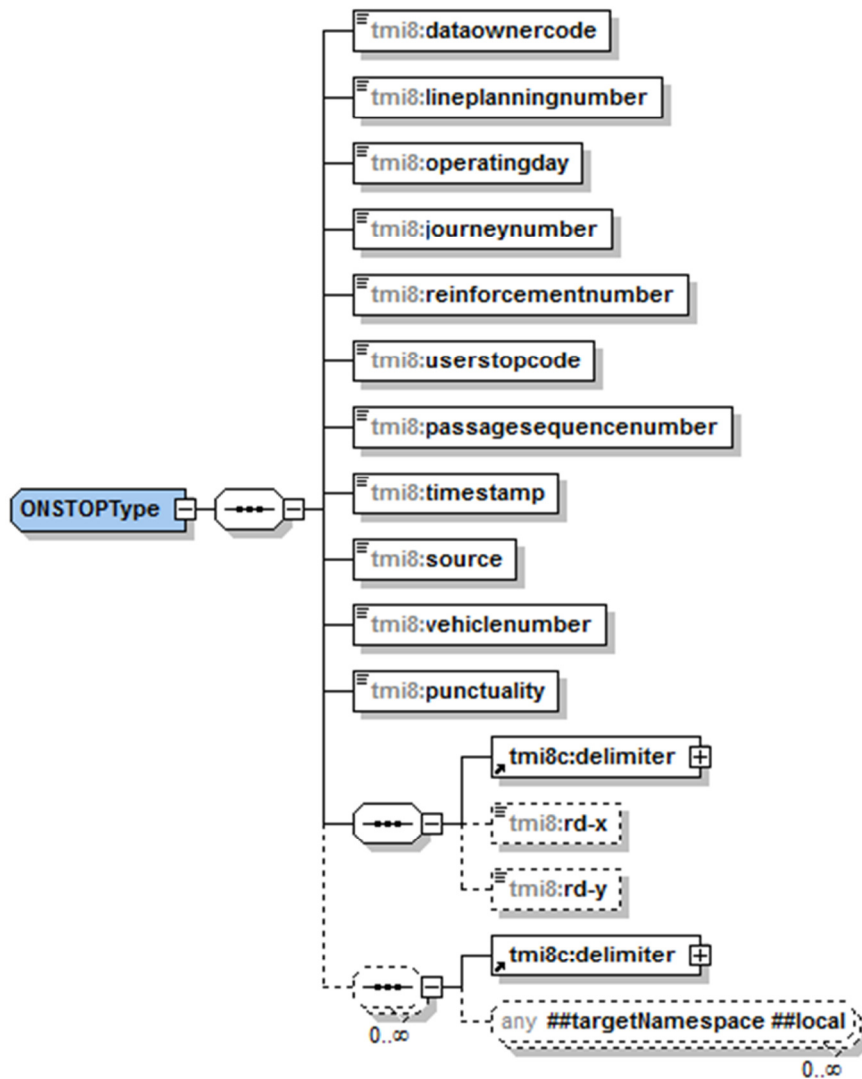 tmi8:dataownercode
tmi8:lineplanningnumber
tmi8:operatingday
tmi8:journeynumber
tmi8:reinforcementnumber
tmi8:userstopcode
tmi8:passagesequencenumber
ONSTOPType
tmi8:timestamp
tmi8:source
tmi8:vehiclenumber
tmi8:punctuality
tmi8c:delimiter
tmi8:rd-x
tmi8:rd-y
tmi8c:delimiter
any ##targetNamespace ##local
0..∞
0..∞